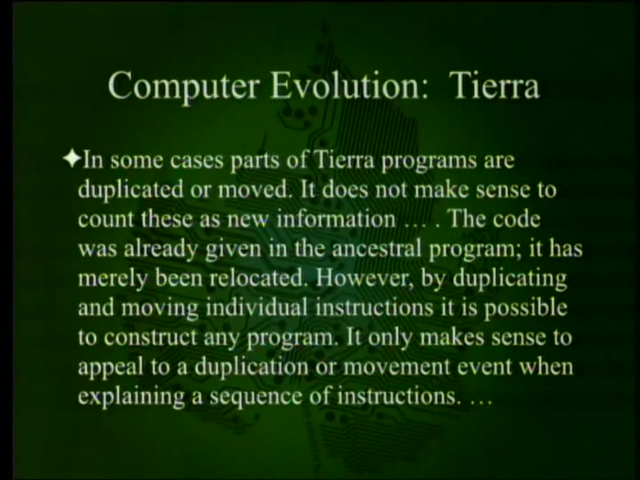 Computer Evolution: Tierra
✦In some cases parts of Tierra programs are
duplicated or moved. It does not make sense to
count these as new information … . The code
was already given in the ancestral program; it has
merely been relocated. However, by duplicating
and moving individual instructions it is possible
to construct any program. It only makes sense to
appeal to a duplication or movement event when
explaining a sequence of instructions. …